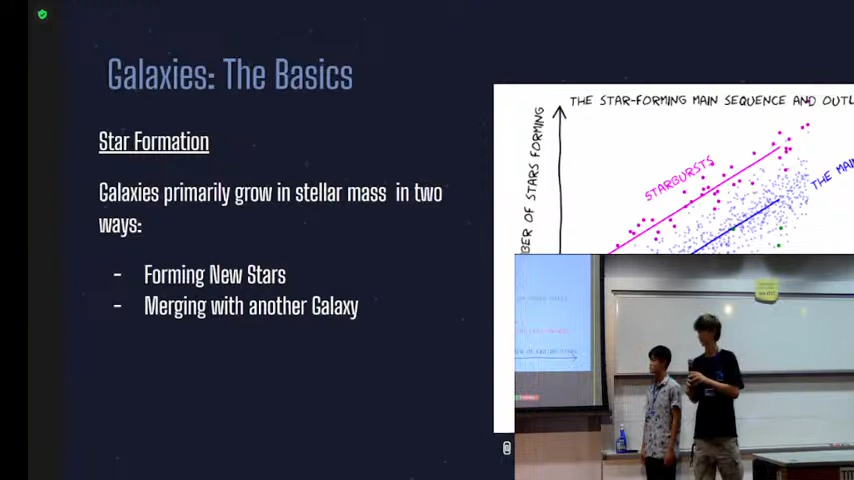 Galaxies: The Basics
Star Formation
Galaxies primarily grow in stellar mass in two
ways:
- Forming New Stars
- Merging with another Galaxy
THE STAR-FORMING MAIN SEQUENCE AND OUTL
BER OF STARS FORMING
STARBURSTS
THE MAI